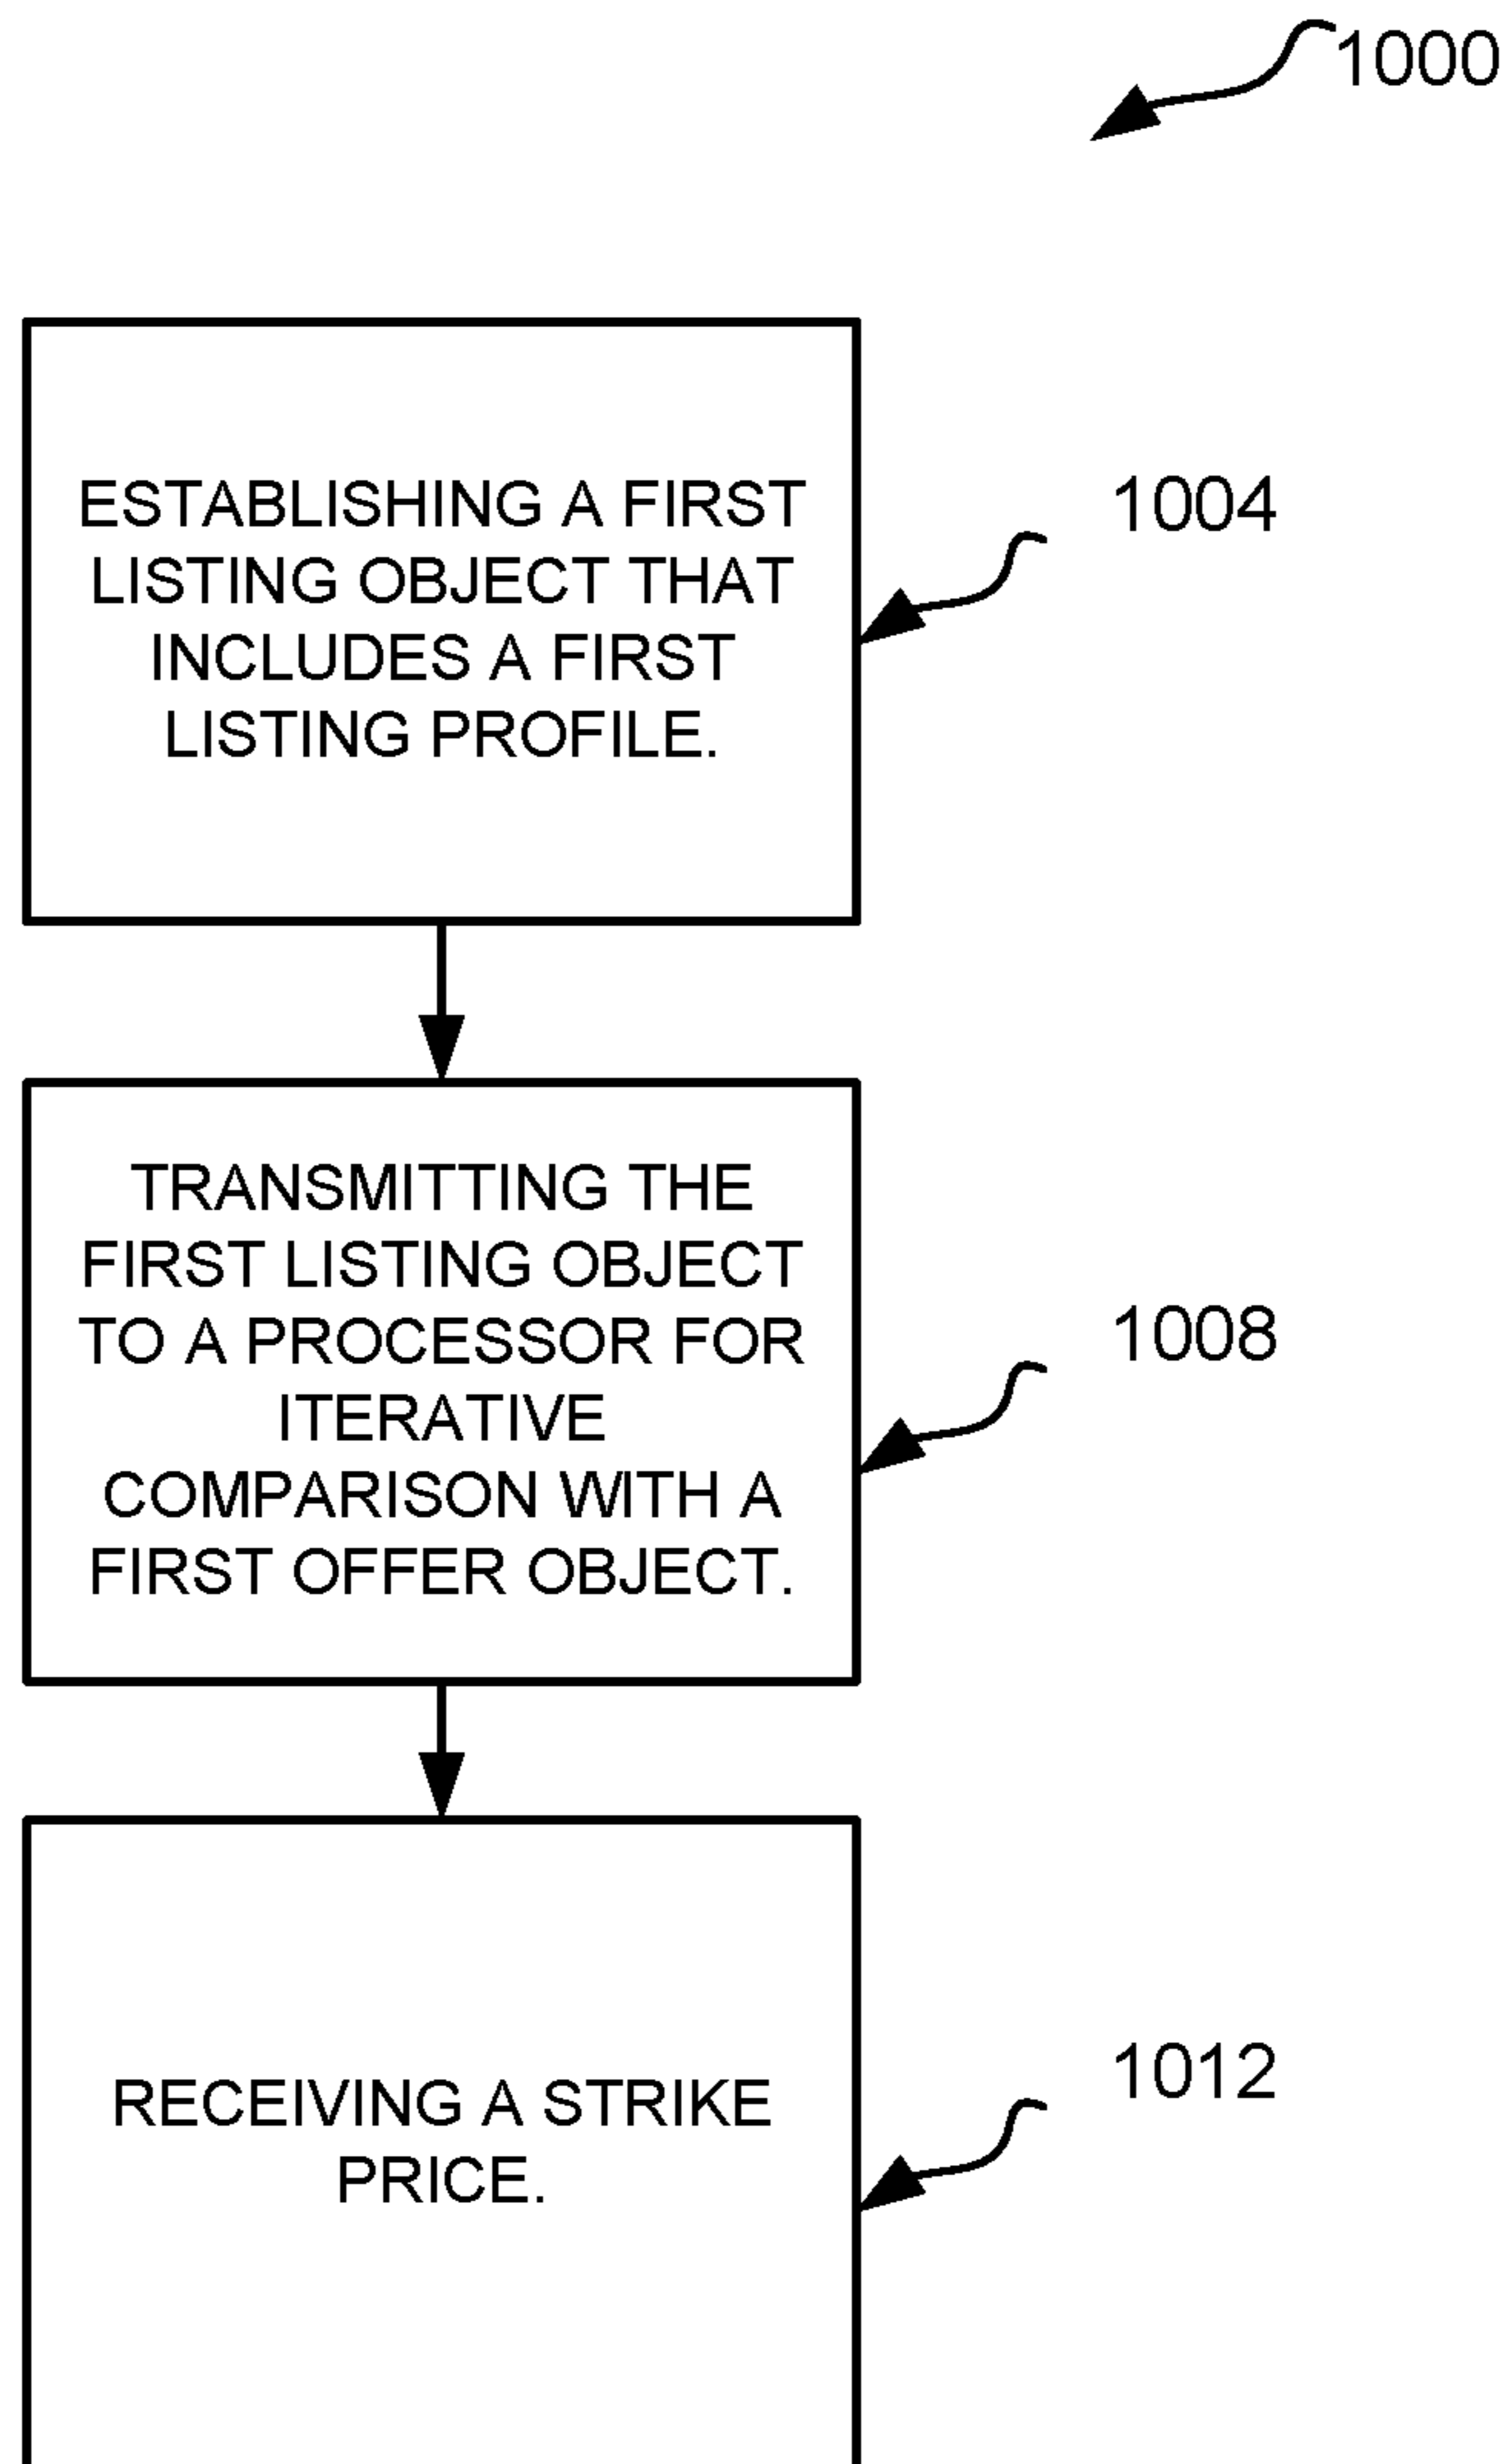 1000
ESTABLISHING A FIRST
LISTING OBJECT THAT
INCLUDES A FIRST
LISTING PROFILE.
1004
TRANSMITTING THE
FIRST LISTING OBJECT
TO A PROCESSOR FOR
ITERATIVE
COMPARISON WITH A
FIRST OFFER OBJECT.
1008
RECEIVING A STRIKE
PRICE.
1012